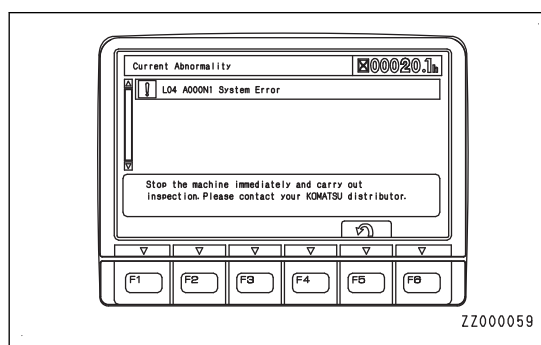 Current Abnormality 00020.1h
! L04 A000N1 System Error
Stop the machine immediately and carry out
inspection. Please contact your KOMATSU distributor.
F1 F2 F3 F4 F5 F6
ZZ000059